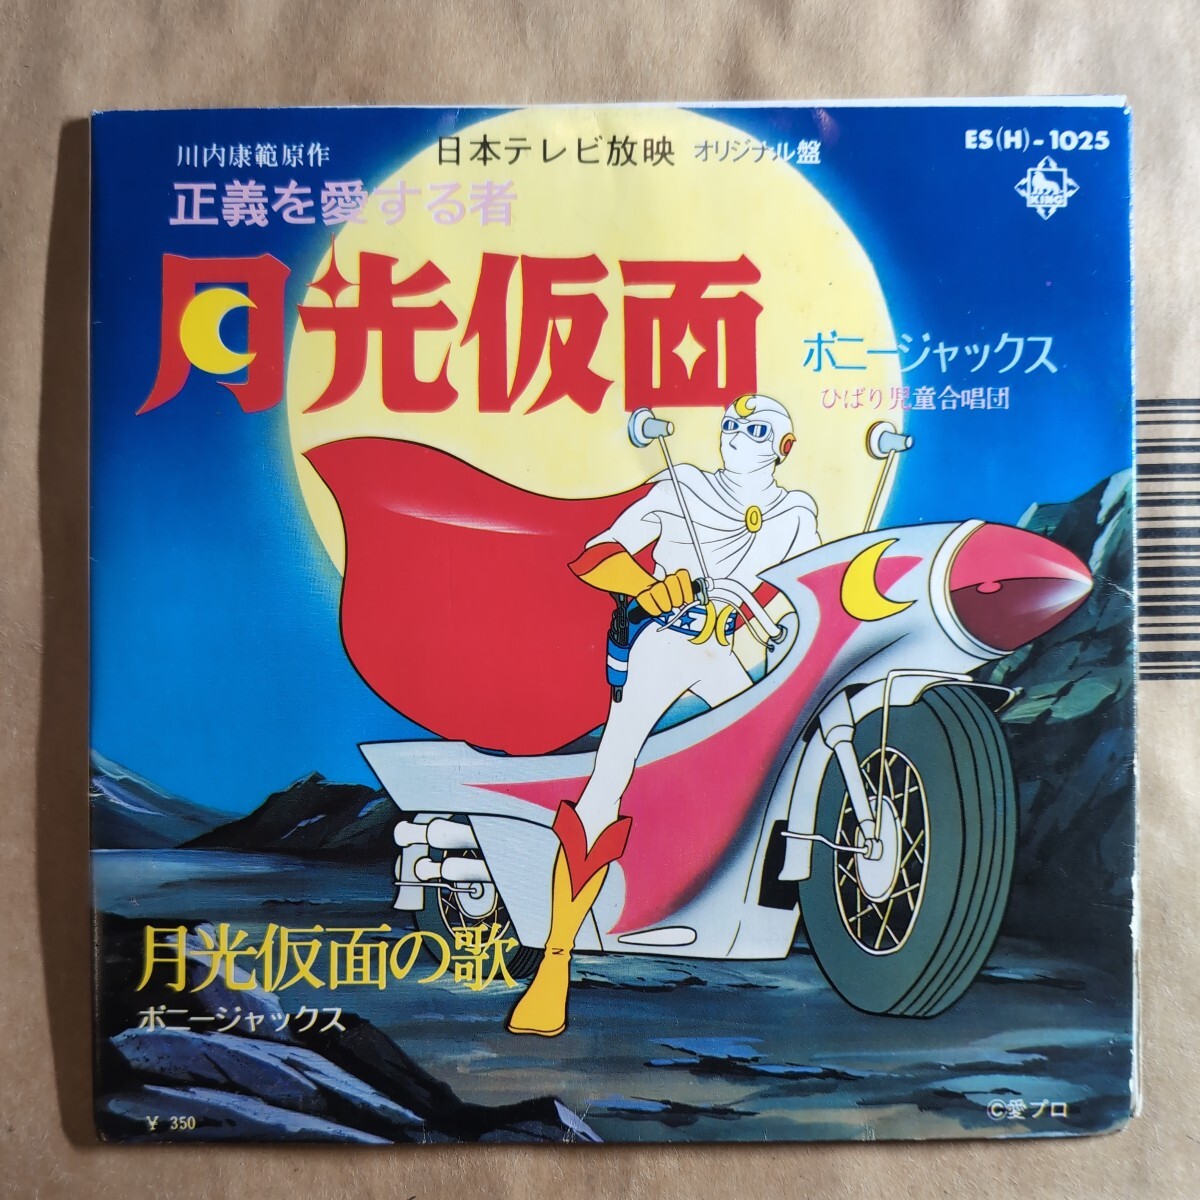 川内康範原作
日本テレビ放映 オリジナル盤
ES(H)-1025
KING
正義を愛する者
月光仮面
ボニージャックス
ひばり児童合唱団
月光仮面の歌
ボニージャックス
¥ 350
©愛プロ